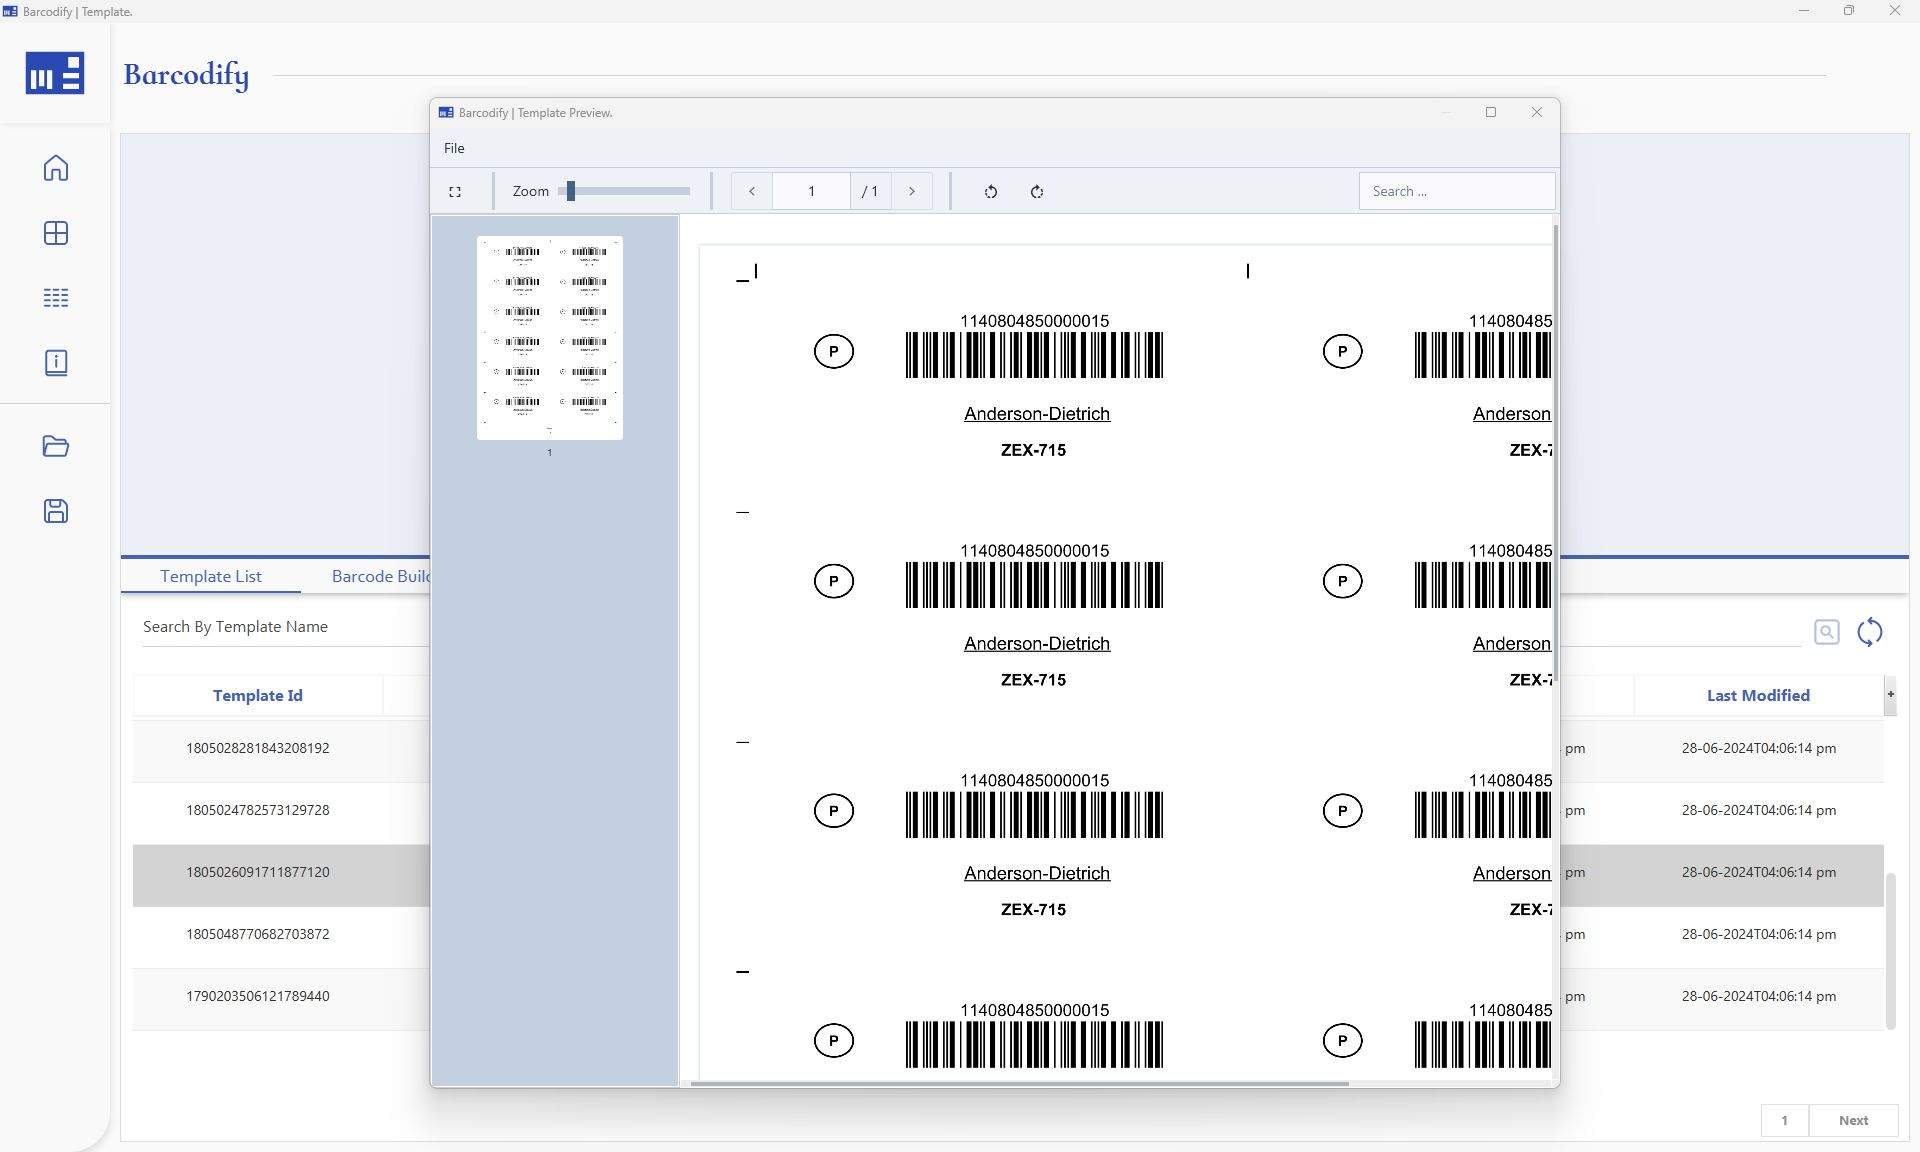 Barcodify | Template.
Barcodify
Barcodify | Template Preview.
File
Zoom
1
/ 1
Search ...
1
1140804850000015
P
Anderson-Dietrich
ZEX-715
114080485
P
Anderson
ZEX-7
1140804850000015
P
Anderson-Dietrich
ZEX-715
114080485
P
Anderson
ZEX-7
1140804850000015
P
Anderson-Dietrich
ZEX-715
114080485
P
Anderson
ZEX-7
1140804850000015
P
114080485
P
Template List
Barcode Build
Search By Template Name
Template Id
Last Modified
+
1805028281843208192
pm
28-06-2024T04:06:14 pm
1805024782573129728
pm
28-06-2024T04:06:14 pm
1805026091711877120
pm
28-06-2024T04:06:14 pm
1805048770682703872
pm
28-06-2024T04:06:14 pm
1790203506121789440
pm
28-06-2024T04:06:14 pm
1
Next